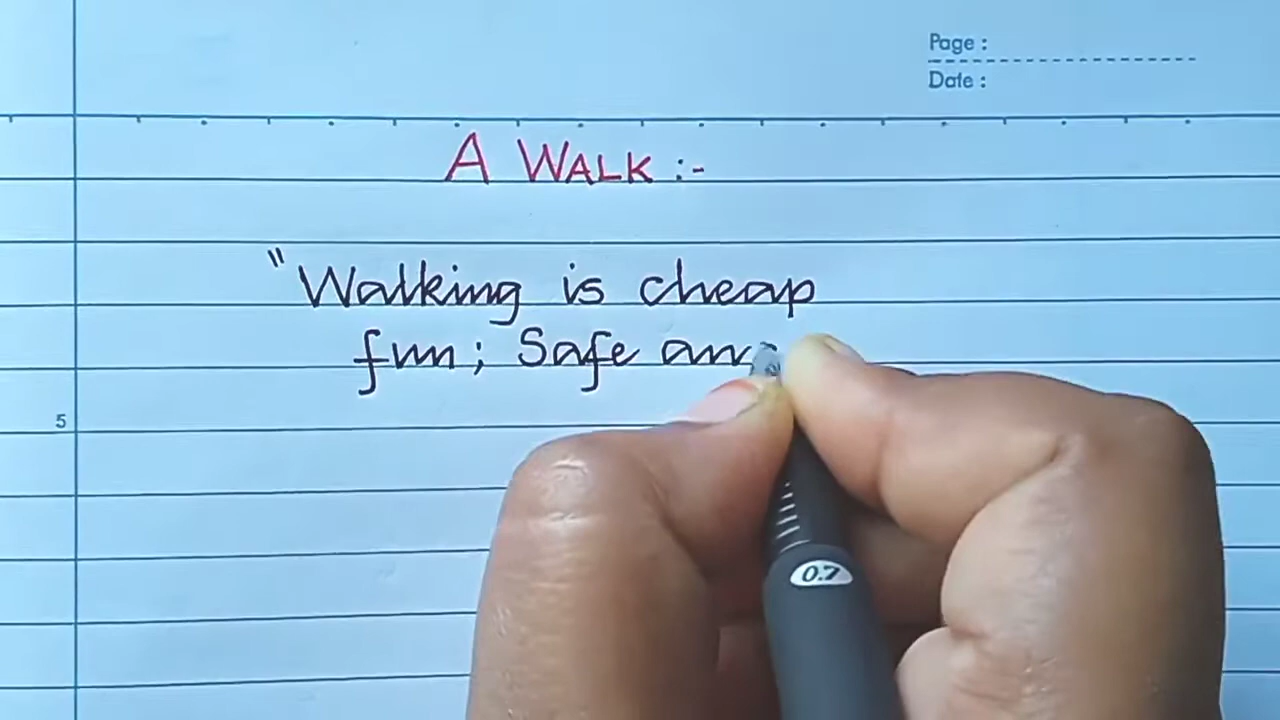 Page :
Date :
A WALK :-
"Walking is cheap
fun; Safe an
5
0.7